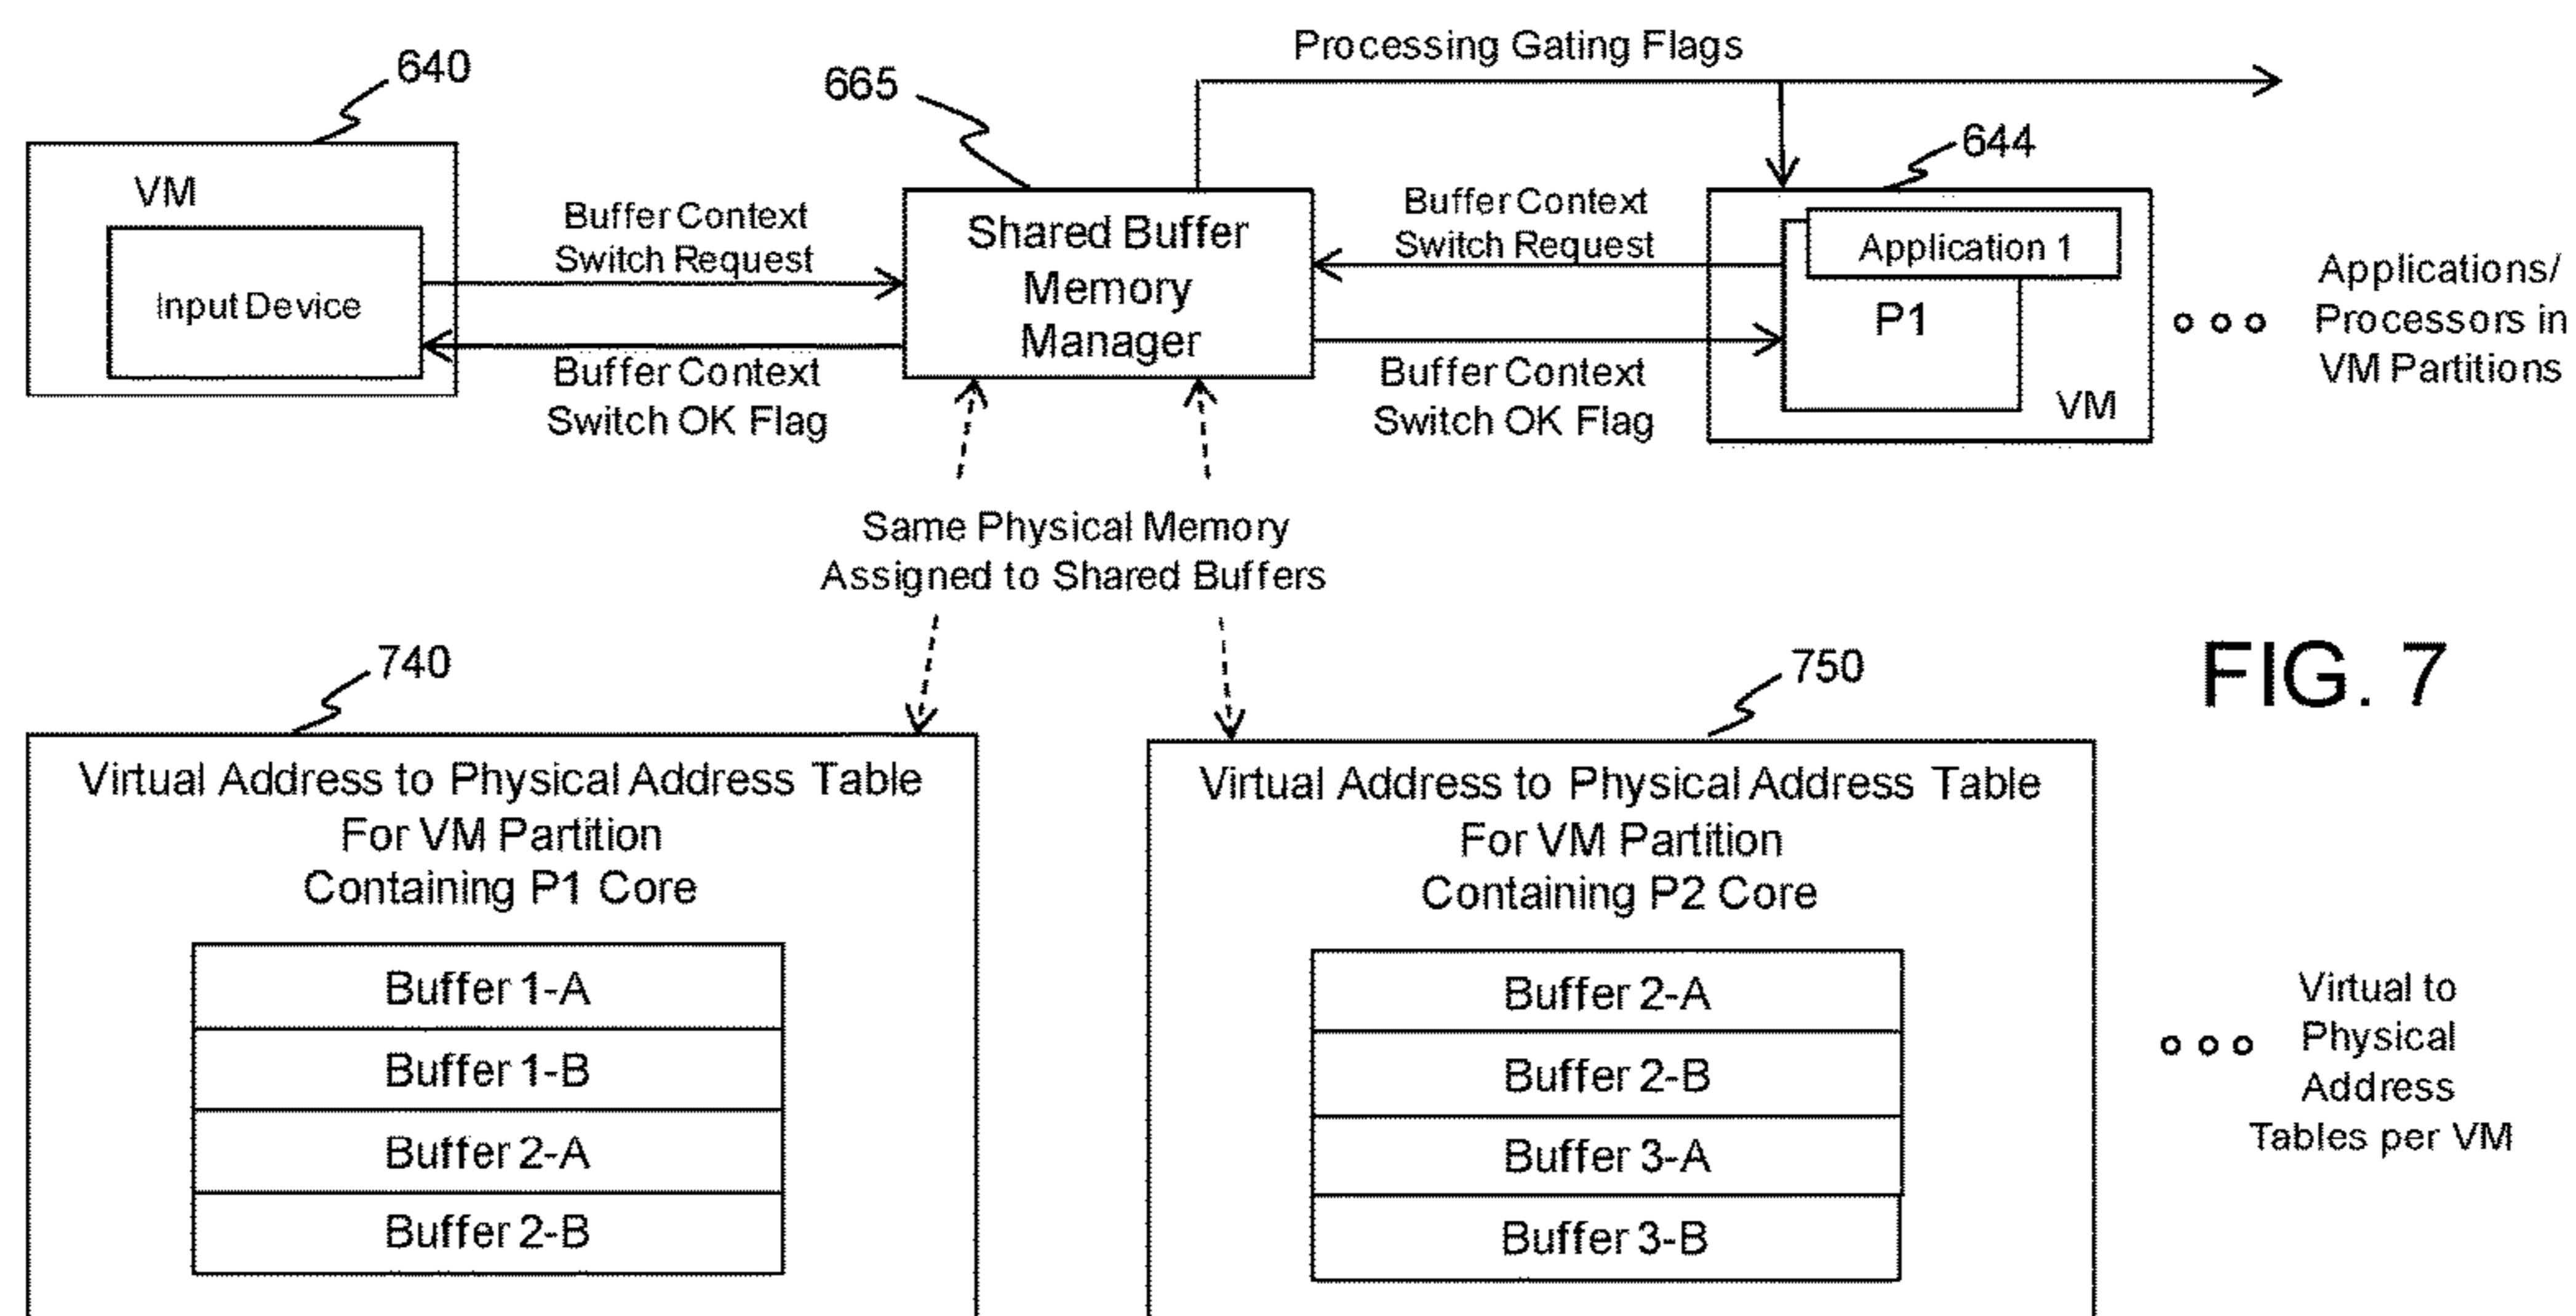 Processing Gating Flags
640
665
644
VM
Input Device
Buffer Context
Switch Request
Buffer Context
Switch OK Flag
Shared Buffer
Memory
Manager
Buffer Context
Switch Request
Buffer Context
Switch OK Flag
Application 1
P1
VM
Applications/
Processors in
VM Partitions
Same Physical Memory
Assigned to Shared Buffers
FIG. 7
740
Virtual Address to Physical Address Table
For VM Partition
Containing P1 Core
Buffer 1-A
Buffer 1-B
Buffer 2-A
Buffer 2-B
750
Virtual Address to Physical Address Table
For VM Partition
Containing P2 Core
Buffer 2-A
Buffer 2-B
Buffer 3-A
Buffer 3-B
Virtual to
Physical
Address
Tables per VM